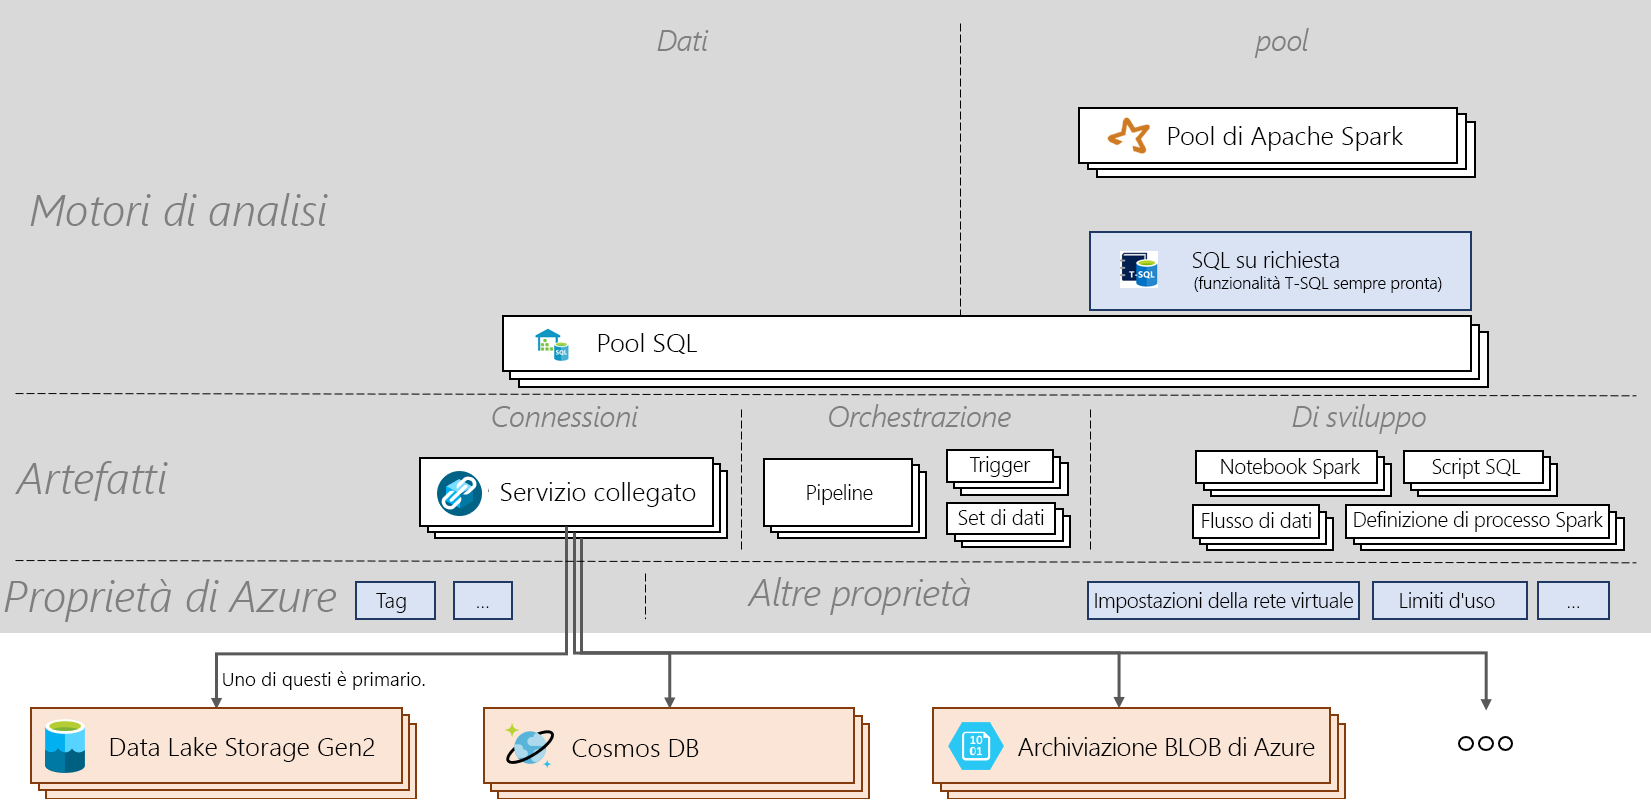 Dati
pool
Pool di Apache Spark
Motori di analisi
SQL su richiesta
(funzionalità T-SQL sempre pronta)
T-SQL
Pool SQL
SQL
Connessioni
Orchestrazione
Di sviluppo
Artefatti
Servizio collegato
Pipeline
Trigger
Set di dati
Notebook Spark
Script SQL
Flusso di dati
Definizione di processo Spark
Proprietà di Azure
Tag
...
Altre proprietà
Impostazioni della rete virtuale
Limiti d'uso
...
Uno di questi è primario.
Data Lake Storage Gen2
Cosmos DB
10
01
Archiviazione BLOB di Azure